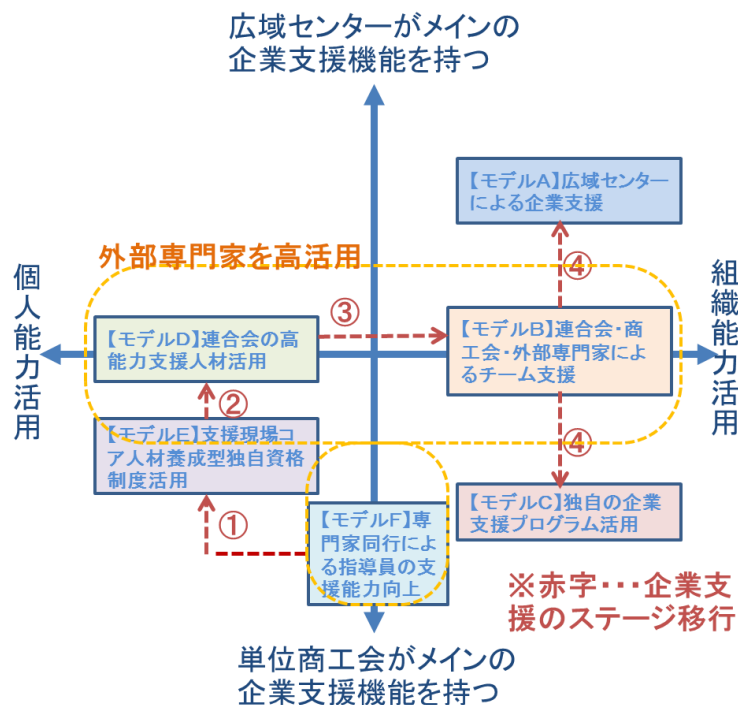 広域センターがメインの
企業支援機能を持つ
【モデルA】広域センター
による企業支援
外部専門家を高活用
④
個人能力活用
組織能力活用
③
【モデルD】連合会の高
能力支援人材活用
【モデルB】連合会・商
工会・外部専門家によ
るチーム支援
②
【モデルE】支援現場コ
ア人材養成型独自資格
制度活用
④
【モデルC】独自の企業
支援プログラム活用
①
【モデルF】専
門家同行によ
る指導員の支
援能力向上
※赤字・・・企業支
援のステージ移行
単位商工会がメインの
企業支援機能を持つ